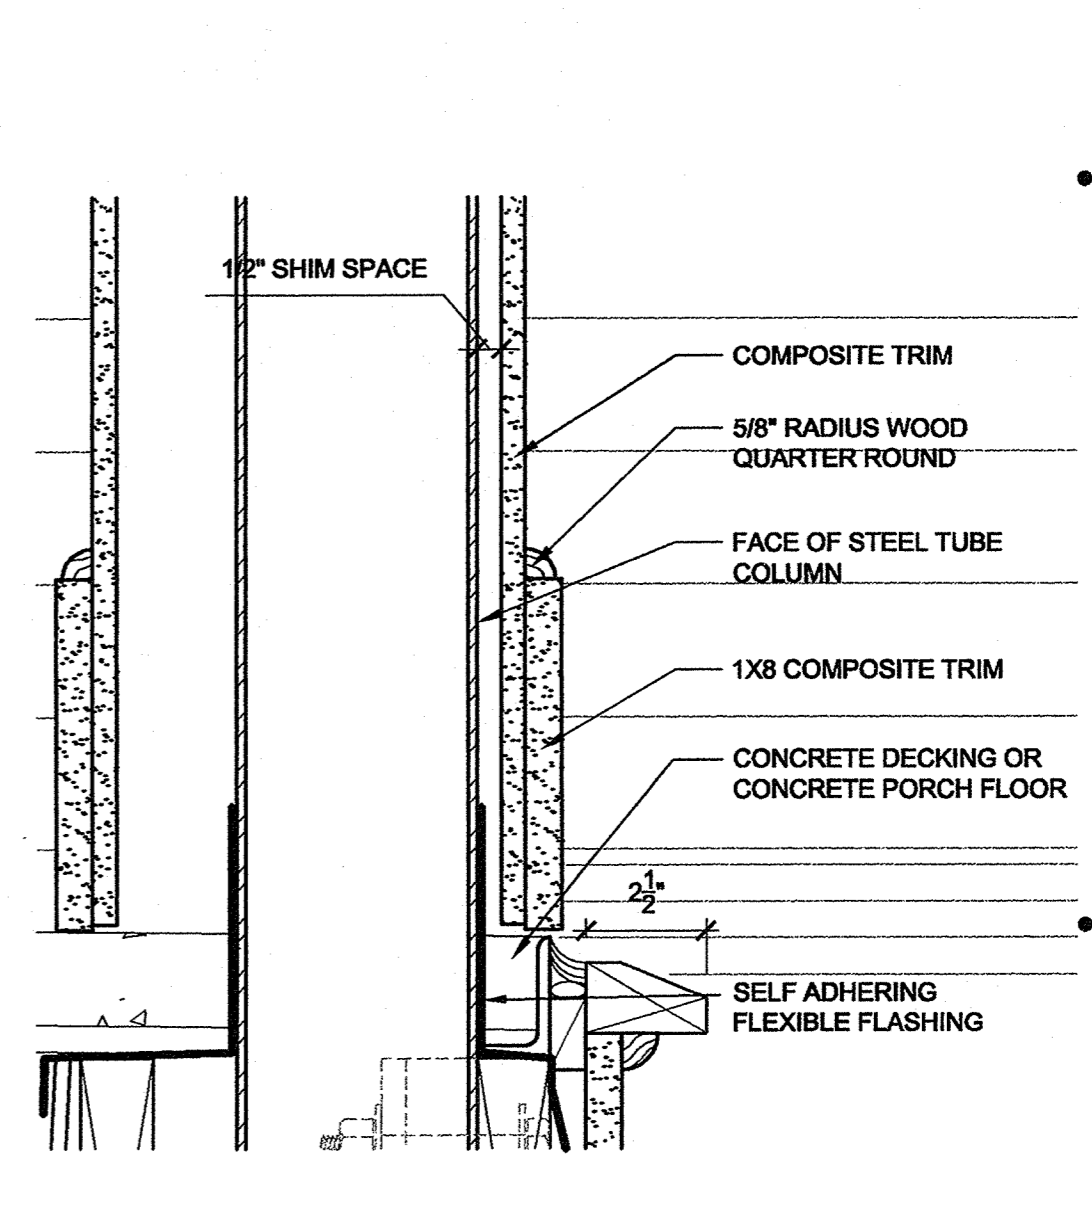 1/2" SHIM SPACE
COMPOSITE TRIM
5/8" RADIUS WOOD
QUARTER ROUND
FACE OF STEEL TUBE
COLUMN
1X8 COMPOSITE TRIM
CONCRETE DECKING OR
CONCRETE PORCH FLOOR
2 1/2"
SELF ADHERING
FLEXIBLE FLASHING